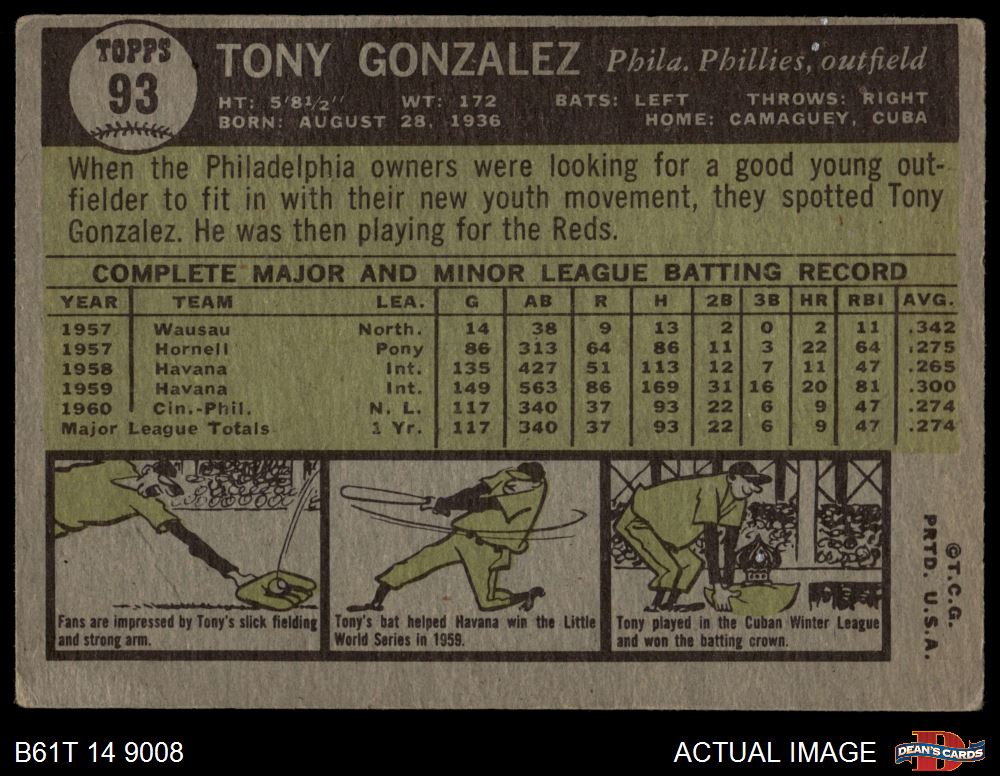 TOPPS
93
TONY GONZALEZ Phila. Phillies, outfield
HT: 5'8½" WT: 172 BATS: LEFT THROWS: RIGHT
BORN: AUGUST 28, 1936 HOME: CAMAGUEY, CUBA
When the Philadelphia owners were looking for a good young out-
fielder to fit in with their new youth movement, they spotted Tony
Gonzalez. He was then playing for the Reds.
COMPLETE MAJOR AND MINOR LEAGUE BATTING RECORD
YEAR TEAM LEA. G AB R H 2B 3B HR RBI AVG.
1957 Wausau North. 14 38 9 13 2 0 2 11 .342
1957 Hornell Pony 86 313 64 86 11 3 22 64 .275
1958 Havana Int. 135 427 51 113 12 7 11 47 .265
1959 Havana Int. 149 563 86 169 31 16 20 81 .300
1960 Cin.-Phil. N. L. 117 340 37 93 22 6 9 47 .274
Major League Totals 1 Yr. 117 340 37 93 22 6 9 47 .274
Fans are impressed by Tony's slick fielding
and strong arm.
Tony's bat helped Havana win the Little
World Series in 1959.
Tony played in the Cuban Winter League
and won the batting crown.
©T.C.G.
PRTD. U.S.A.
B61T 14 9008
ACTUAL IMAGE
DEAN'S CARDS